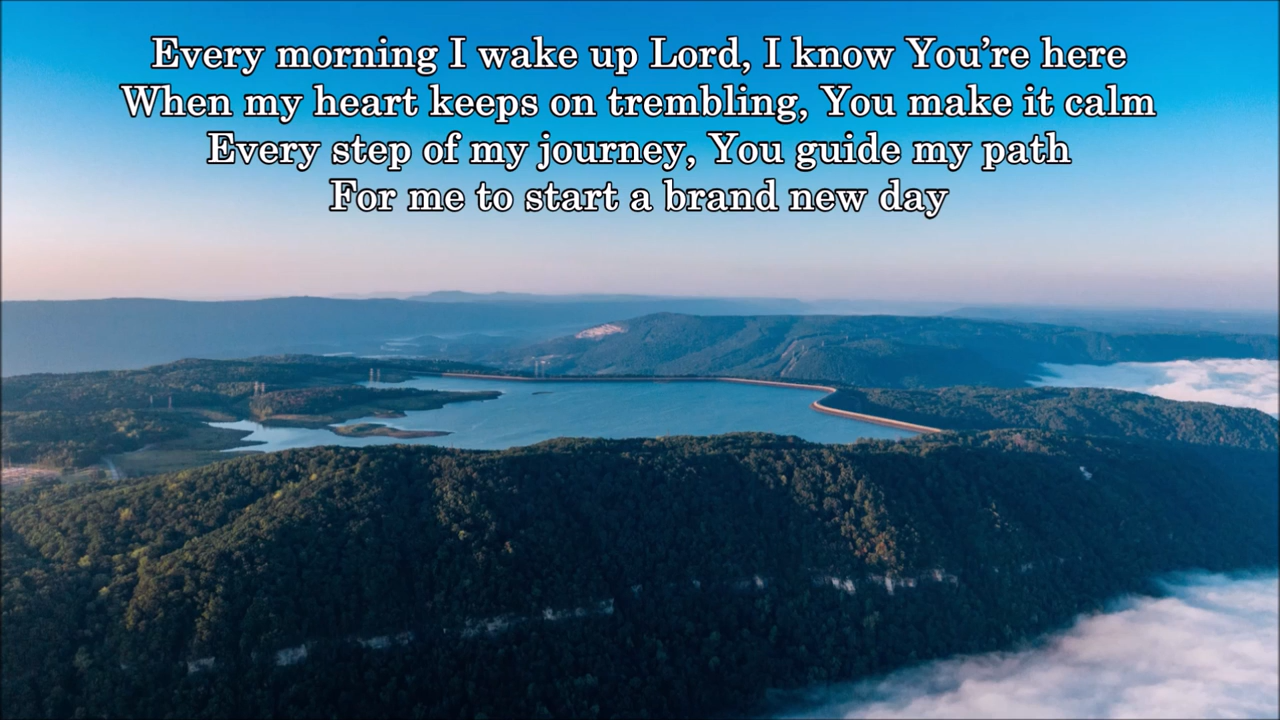 Every morning I wake up Lord, I know You’re here
When my heart keeps on trembling, You make it calm
Every step of my journey, You guide my path
For me to start a brand new day